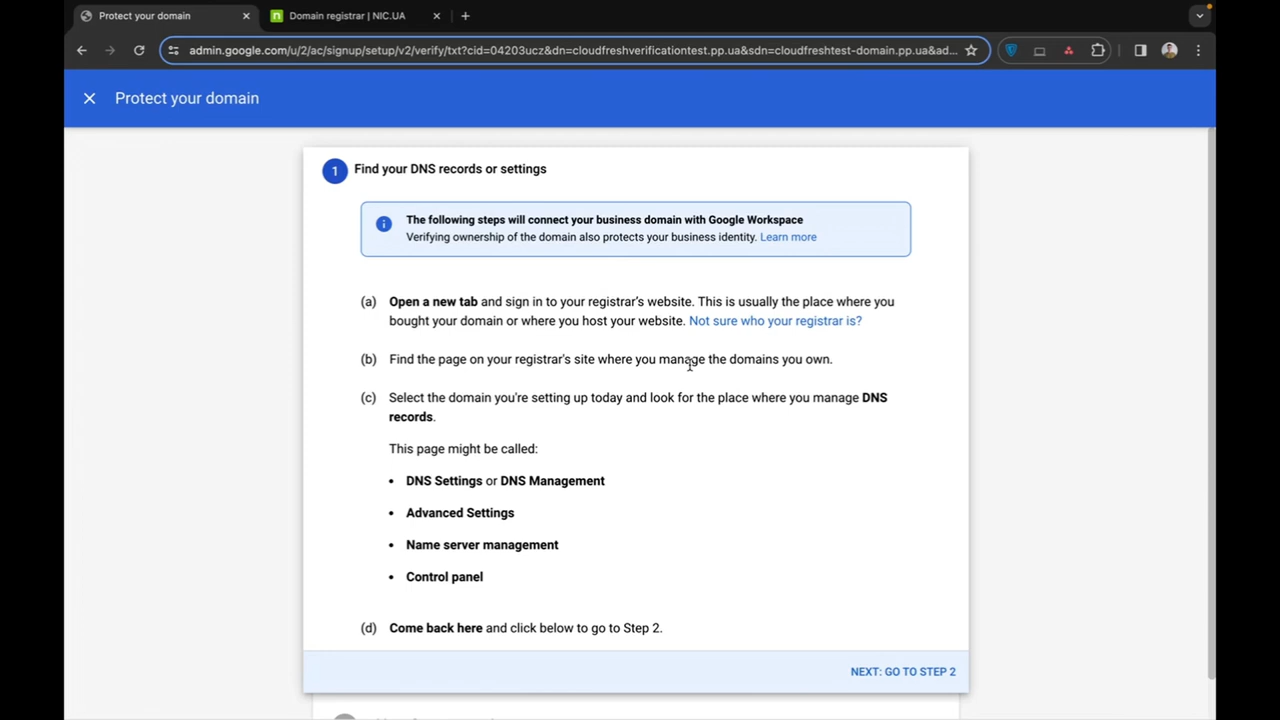 Protect your domain
Domain registrar | NIC.UA
admin.google.com/u/2/ac/signup/setup/v2/verify/txt?cid=04203ucz&dn=cloudfreshverificationtest.pp.ua&sdn=cloudfreshtest-domain.pp.ua&ad...
Protect your domain
1 Find your DNS records or settings
The following steps will connect your business domain with Google Workspace
Verifying ownership of the domain also protects your business identity. Learn more
(a) Open a new tab and sign in to your registrar's website. This is usually the place where you
bought your domain or where you host your website. Not sure who your registrar is?
(b) Find the page on your registrar's site where you manage the domains you own.
(c) Select the domain you're setting up today and look for the place where you manage DNS
records.
This page might be called:
• DNS Settings or DNS Management
• Advanced Settings
• Name server management
• Control panel
(d) Come back here and click below to go to Step 2.
NEXT: GO TO STEP 2